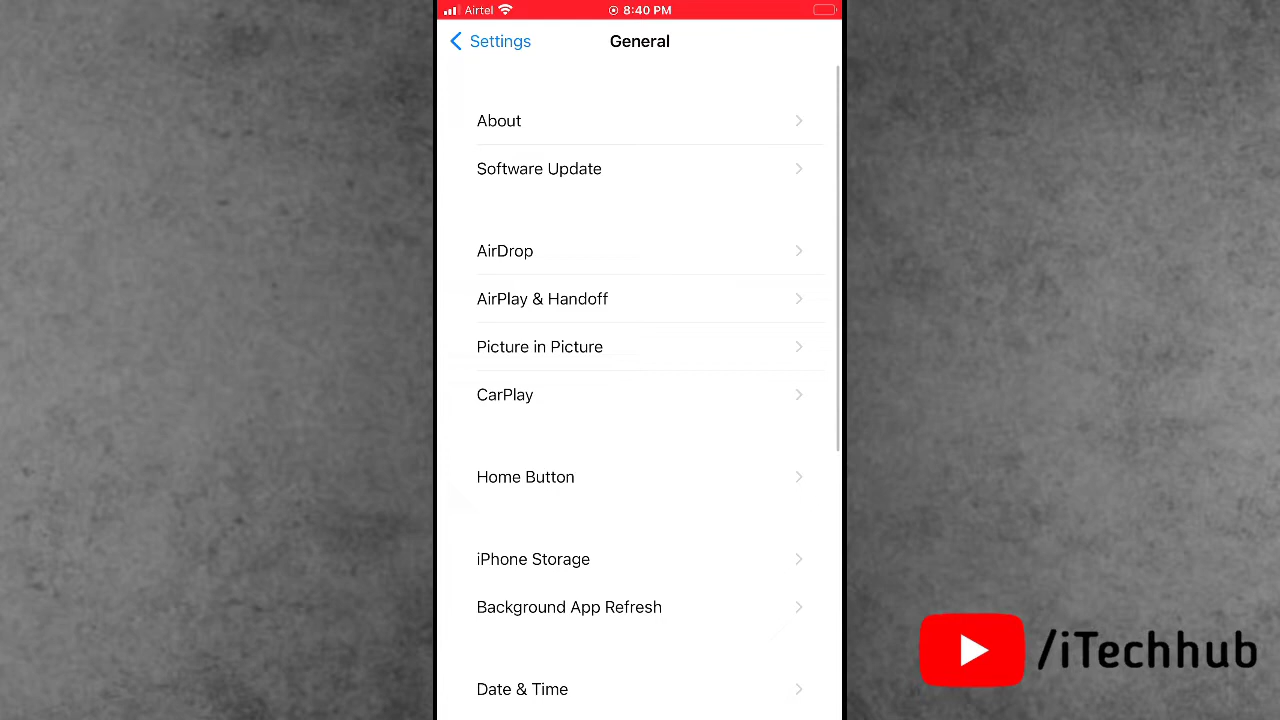 Airtel 8:40 PM
Settings General
About
Software Update
AirDrop
AirPlay & Handoff
Picture in Picture
CarPlay
Home Button
iPhone Storage
Background App Refresh
Date & Time
/iTechhub